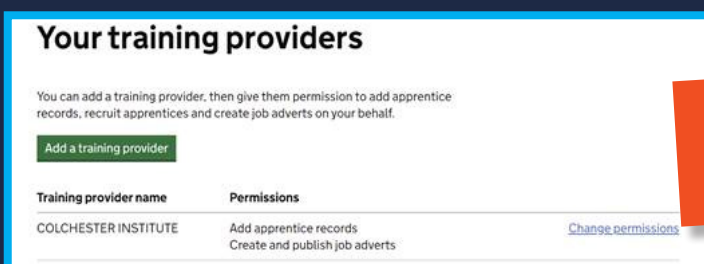 Your training providers
You can add a training provider, then give them permission to add apprentice
records, recruit apprentices and create job adverts on your behalf.
Add a training provider
Training provider name Permissions
COLCHESTER INSTITUTE Add apprentice records Change permissions
Create and publish job adverts